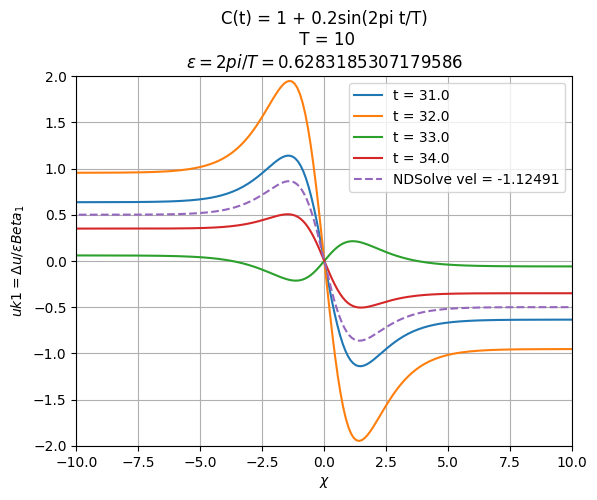 C(t) = 1 + 0.2sin(2pi t/T)
T = 10
ε = 2pi/T = 0.6283185307179586
2.0
1.5
1.0
0.5
0.0
−0.5
−1.0
−1.5
−2.0
uk1 = Δu/εBeta₁
t = 31.0
t = 32.0
t = 33.0
t = 34.0
NDSolve vel = -1.12491
−10.0 −7.5 −5.0 −2.5 0.0 2.5 5.0 7.5 10.0
χ